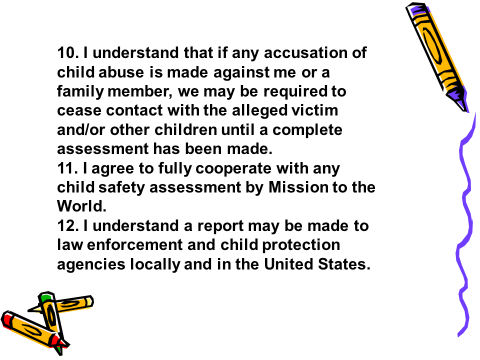 10. I understand that if any accusation of
child abuse is made against me or a
family member, we may be required to
cease contact with the alleged victim
and/or other children until a complete
assessment has been made.
11. I agree to fully cooperate with any
child safety assessment by Mission to the
World.
12. I understand a report may be made to
law enforcement and child protection
agencies locally and in the United States.